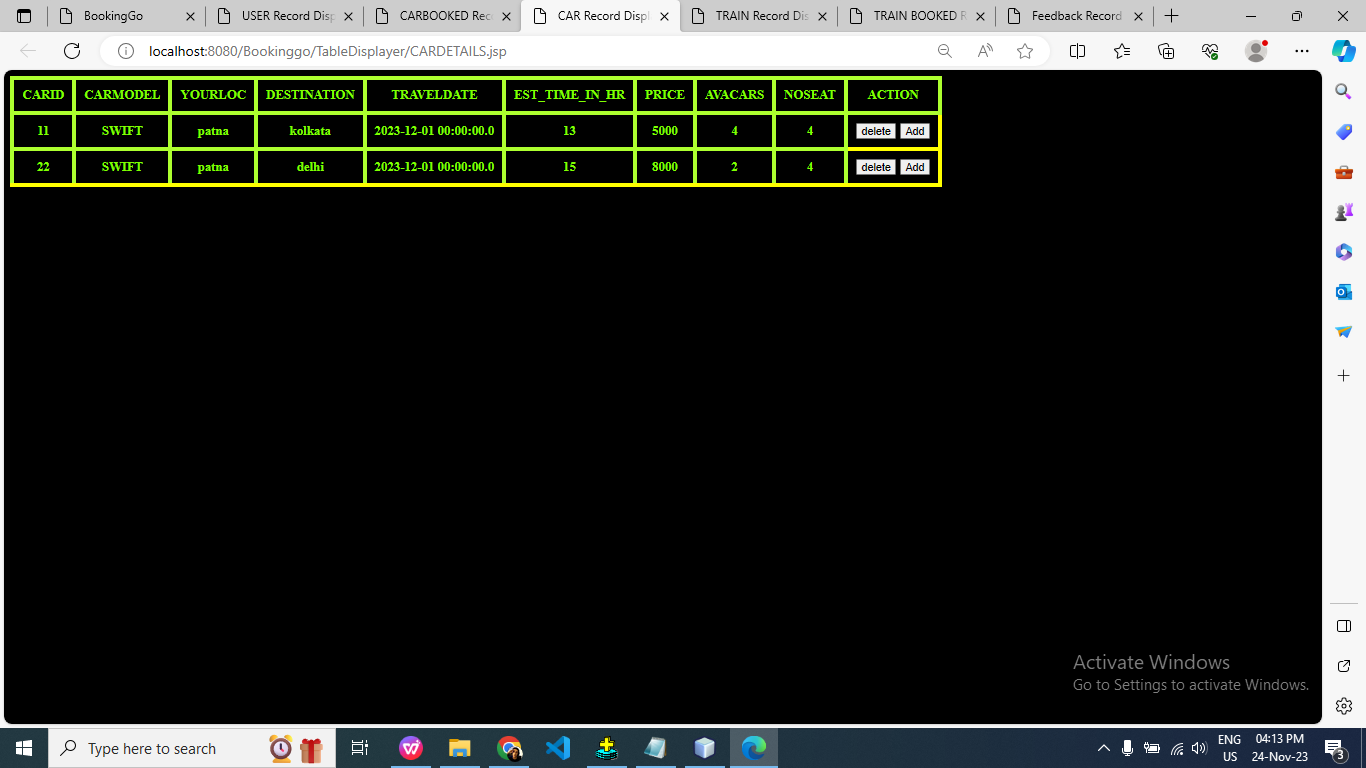 BookingGo
USER Record Disp
CARBOOKED Rec
CAR Record Displ
TRAIN Record Dis
TRAIN BOOKED R
Feedback Record
localhost:8080/Bookinggo/TableDisplayer/CARDETAILS.jsp
CARID CARMODEL YOURLOC DESTINATION TRAVELDATE EST_TIME_IN_HR PRICE AVACARS NOSEAT ACTION
11 SWIFT patna kolkata 2023-12-01 00:00:00.0 13 5000 4 4 delete Add
22 SWIFT patna delhi 2023-12-01 00:00:00.0 15 8000 2 4 delete Add
Activate Windows
Go to Settings to activate Windows.
Type here to search
ENG
US
04:13 PM
24-Nov-23
3